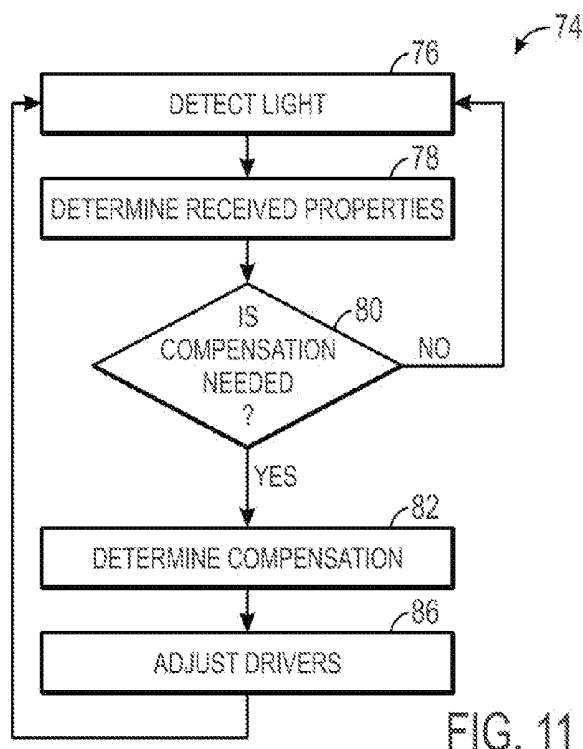 74
76
DETECT LIGHT
78
DETERMINE RECEIVED PROPERTIES
80
IS
COMPENSATION
NEEDED
?
NO
YES
82
DETERMINE COMPENSATION
86
ADJUST DRIVERS
FIG. 11